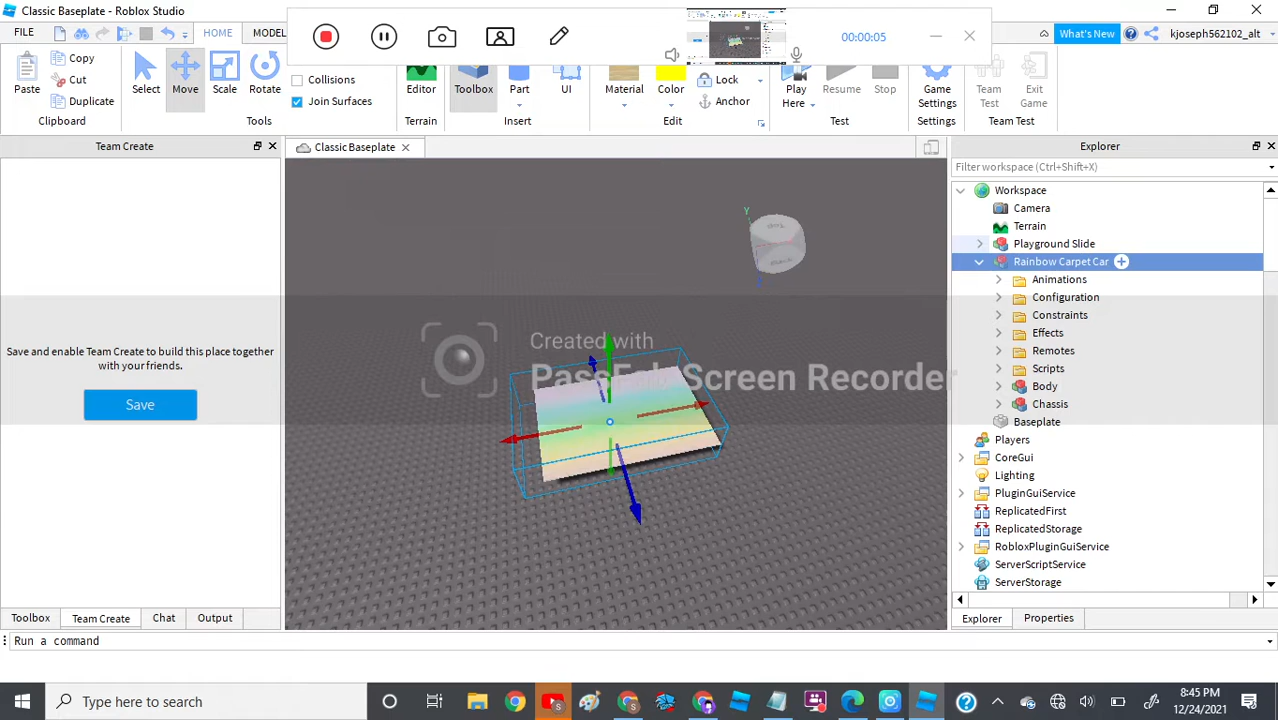 Classic Baseplate - Roblox Studio
00:00:05
FILE HOME MODEL What's New kjoseph562102_alt
Copy
Collisions
Lock
Paste Select Move Scale Rotate Editor Toolbox Part UI Material Color Play Resume Stop Game Team Exit
Duplicate Join Surfaces Anchor Here Settings Test Game
Clipboard Tools Terrain Insert Edit Test Settings Team Test
Team Create Classic Baseplate Explorer
Filter workspace (Ctrl+Shift+X)
Workspace
Camera
Terrain
Playground Slide
Rainbow Carpet Car
Animations
Configuration
Constraints
Effects
Remotes
Scripts
Body
Chassis
Baseplate
Players
CoreGui
Lighting
PluginGuiService
ReplicatedFirst
ReplicatedStorage
RobloxPluginGuiService
ServerScriptService
ServerStorage
Y
Back
Created with
PassFab Screen Recorder
Save and enable Team Create to build this place together
with your friends.
Save
Toolbox Team Create Chat Output Explorer Properties
Run a command
Type here to search
8:45 PM
12/24/2021